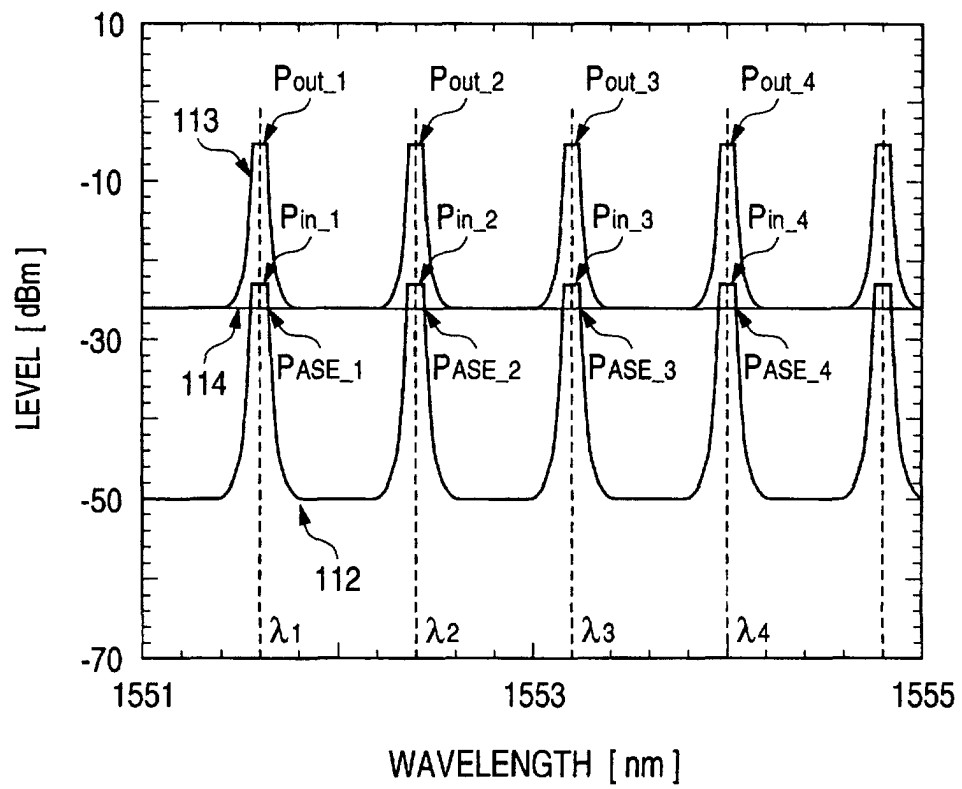 10
Pout_1 Pout_2 Pout_3 Pout_4
113
-10
Pin_1 Pin_2 Pin_3 Pin_4
LEVEL [ dBm ]
-30
114 PASE_1 PASE_2 PASE_3 PASE_4
-50
112
λ1 λ2 λ3 λ4
-70
1551 1553 1555
WAVELENGTH [ nm ]